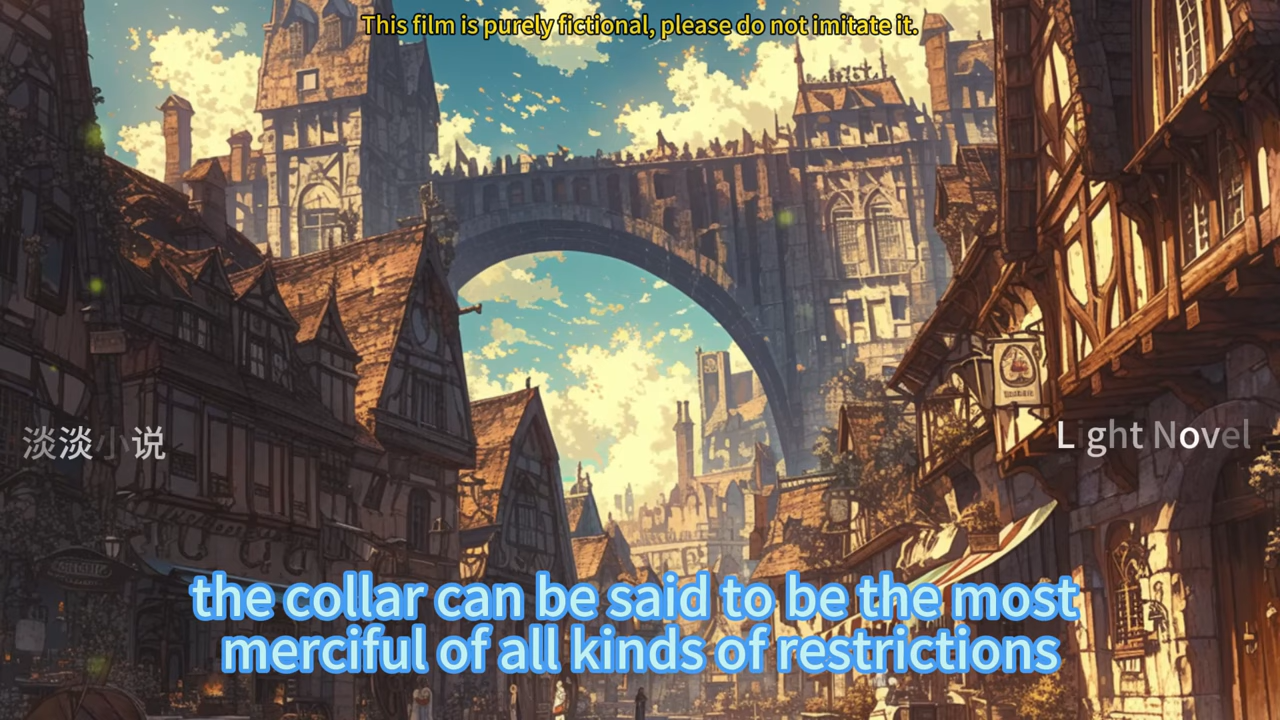 This film is purely fictional, please do not imitate it.
淡淡小说
Light Novel
the collar can be said to be the most
merciful of all kinds of restrictions